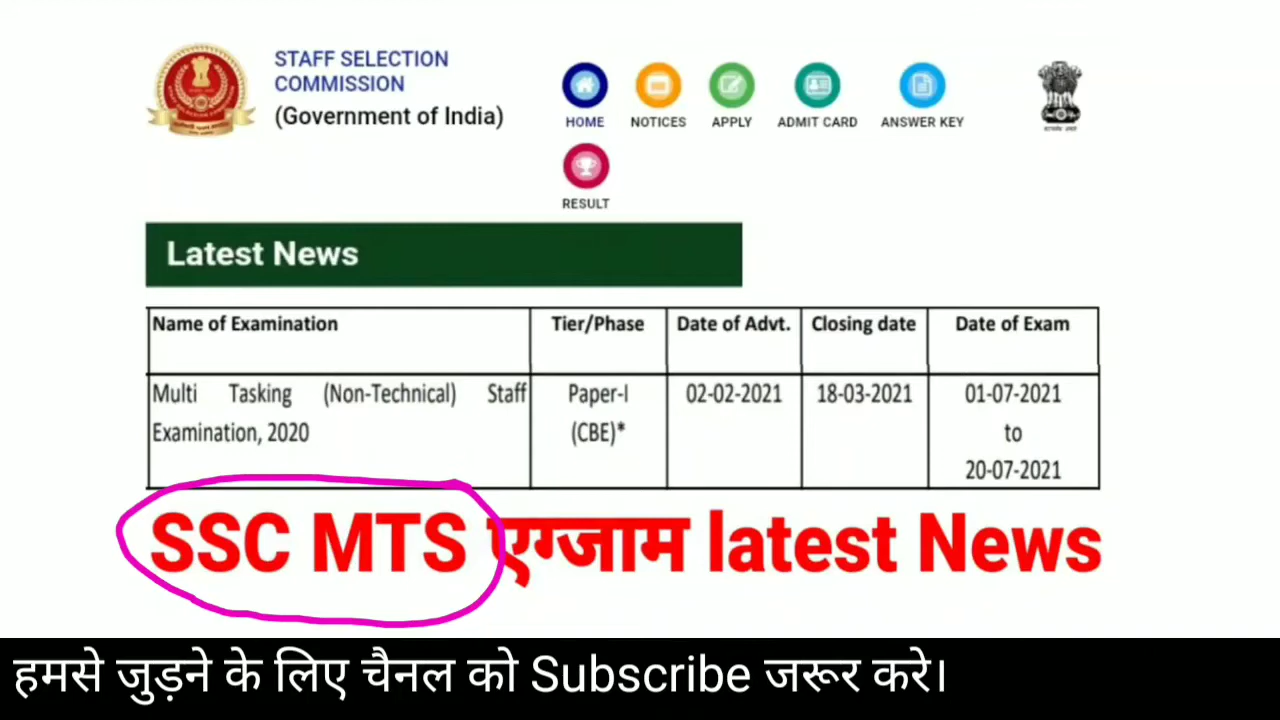 STAFF SELECTION
COMMISSION
(Government of India)
HOME
NOTICES
APPLY
ADMIT CARD
ANSWER KEY
RESULT
Latest News
Name of Examination
Tier/Phase
Date of Advt.
Closing date
Date of Exam
Multi Tasking (Non-Technical) Staff
Examination, 2020
Paper-I
(CBE)*
02-02-2021
18-03-2021
01-07-2021
to
20-07-2021
SSC MTS एग्जाम latest News
हमसे जुड़ने के लिए चैनल को Subscribe जरूर करे।